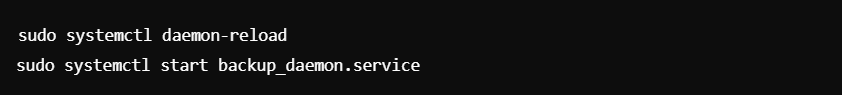 sudo systemctl daemon-reload
sudo systemctl start backup_daemon.service